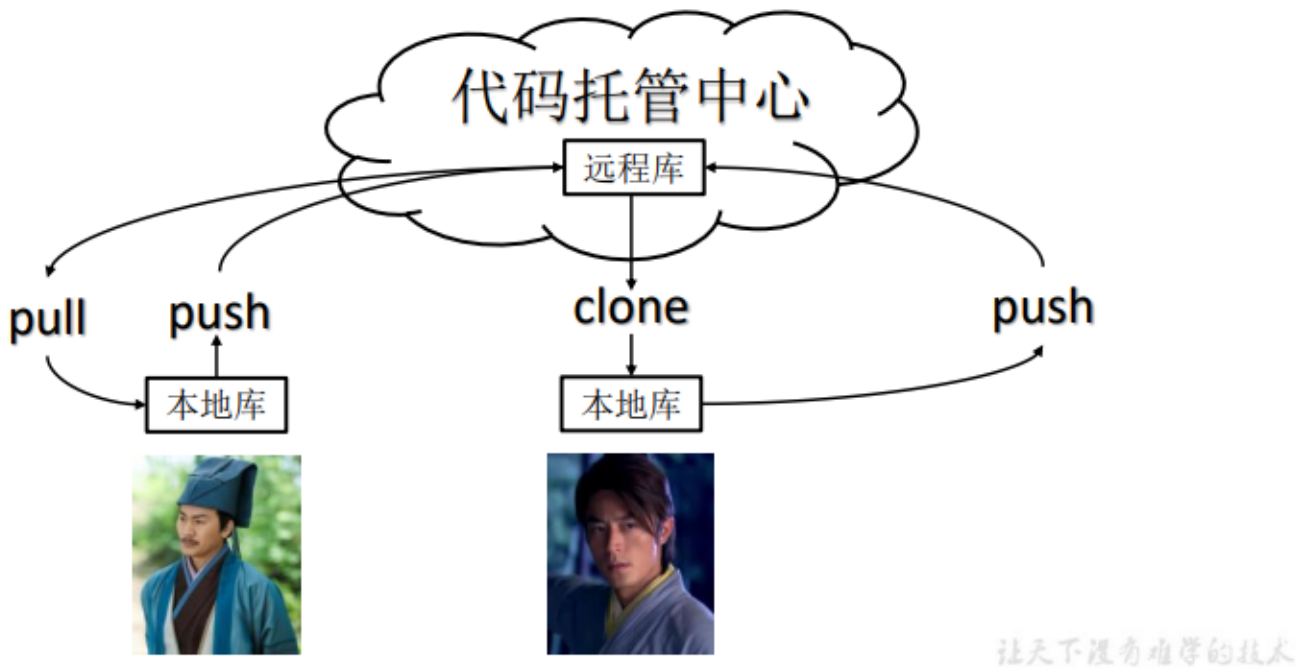 代码托管中心
远程库
pull
push
clone
push
本地库
本地库
让天下没有难学的技术